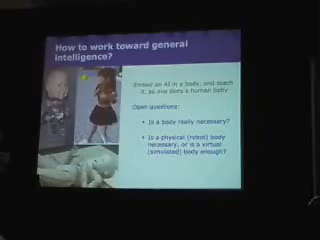 How to work toward general
intelligence?
Embed an AI in a body, and teach
it, as one does a human baby
Open questions:
• Is a body really necessary?
• Is a physical (robot) body
necessary, or is a virtual
(simulated) body enough?